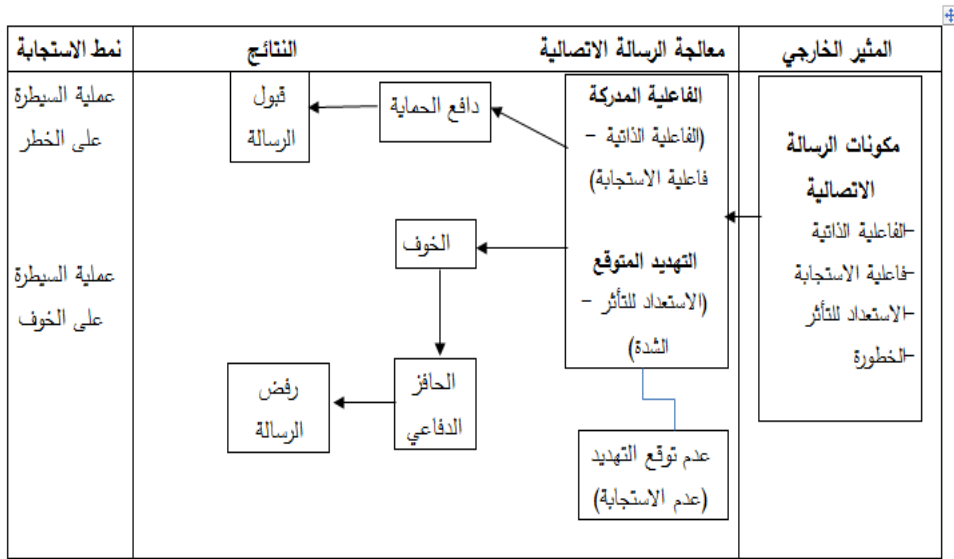 المثير الخارجي
معالجة الرسالة الاتصالية
النتائج
نمط الاستجابة
مكونات الرسالة
الاتصالية
-الفاعلية الذاتية
-فاعلية الاستجابة
-الاستعداد للتأثر
-الخطورة
الفاعلية المدركة
(الفاعلية الذاتية –
فاعلية الاستجابة)
التهديد المتوقع
(الاستعداد للتأثر –
الشدة)
عدم توقع التهديد
(عدم الاستجابة)
دافع الحماية
الخوف
الحافز
الدفاعي
قبول
الرسالة
رفض
الرسالة
عملية السيطرة
على الخطر
عملية السيطرة
على الخوف